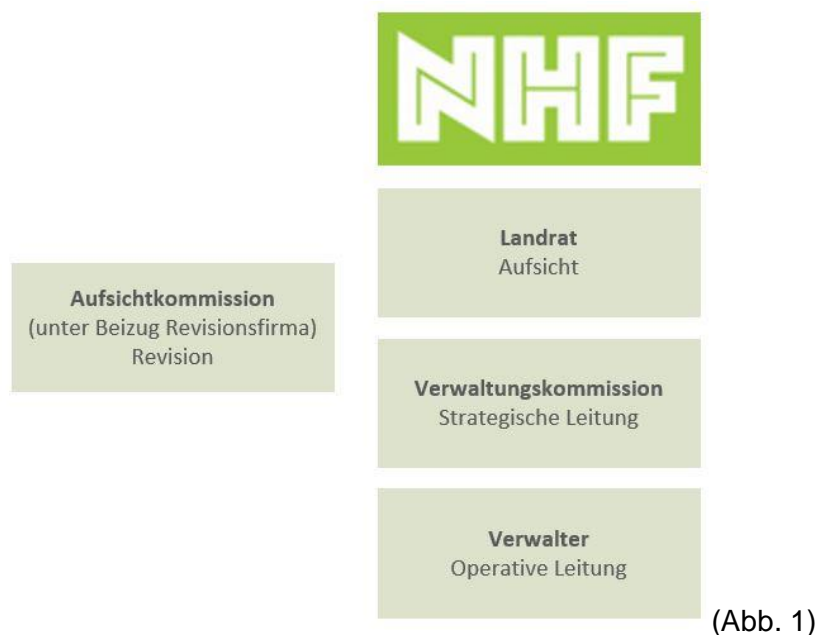 NHF
Landrat
Aufsicht
Aufsichtkommission
(unter Beizug Revisionsfirma)
Revision
Verwaltungskommission
Strategische Leitung
Verwalter
Operative Leitung
(Abb. 1)